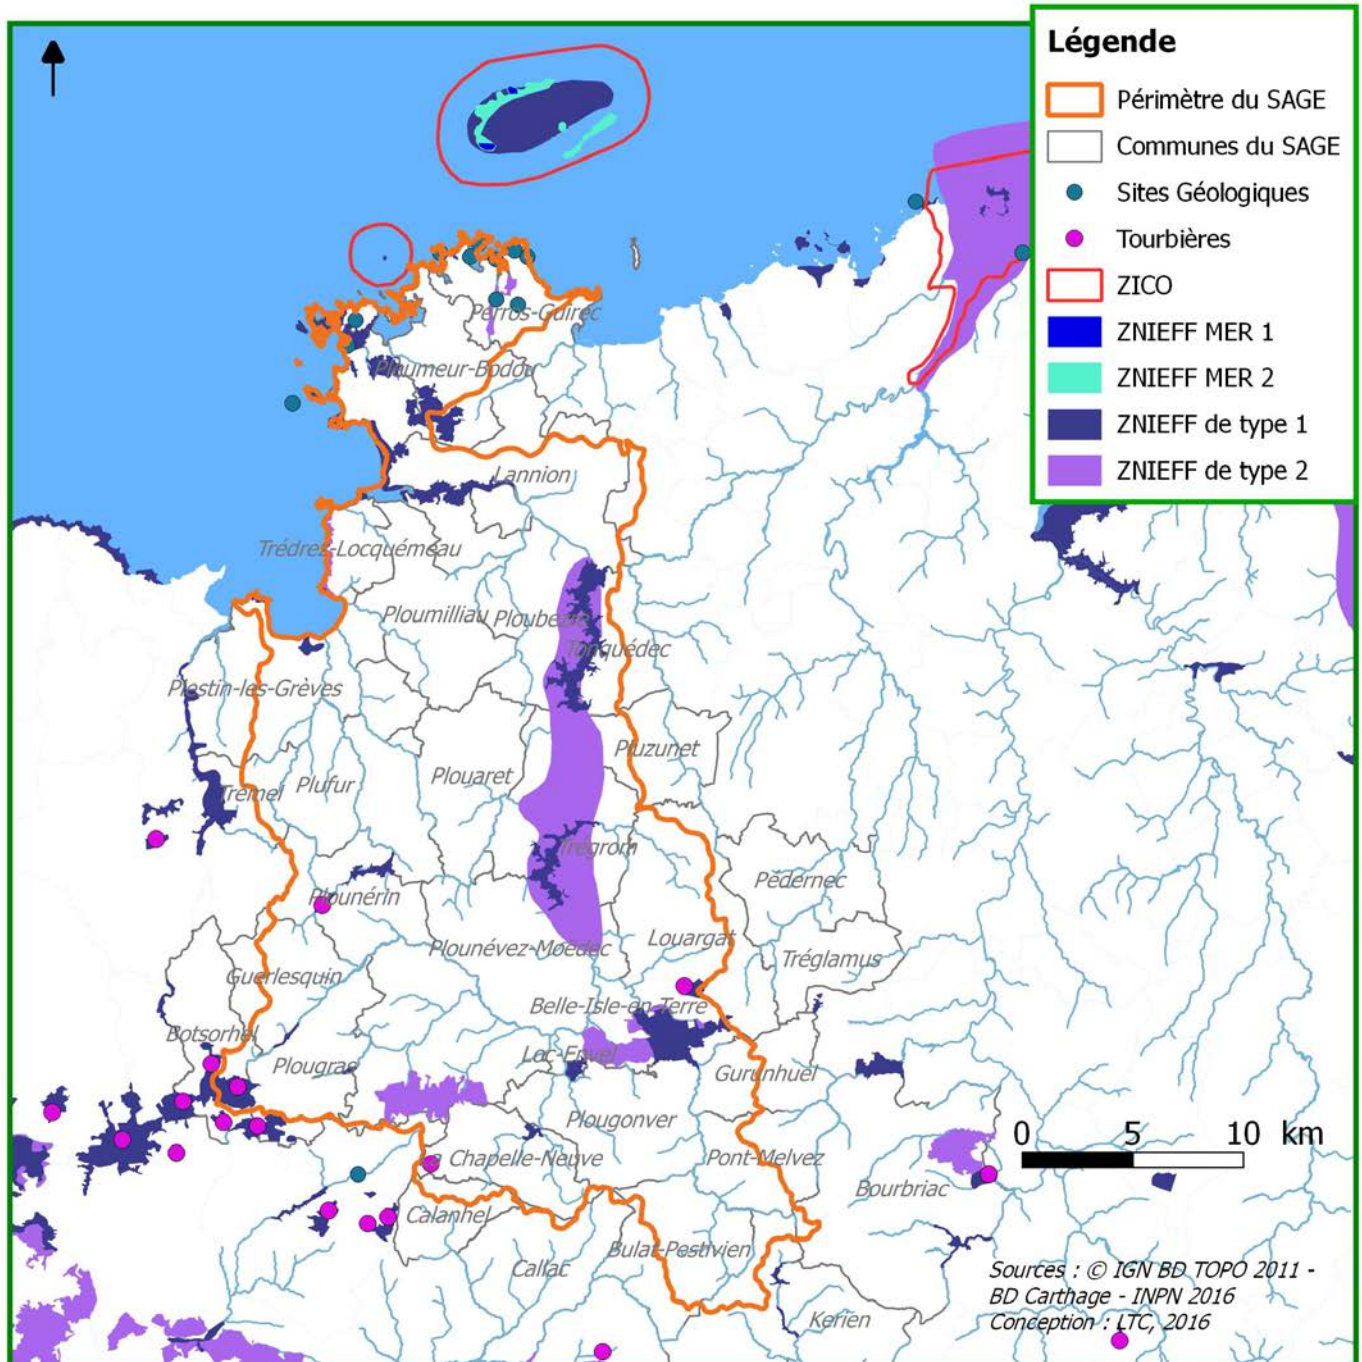 Légende
Périmètre du SAGE
Communes du SAGE
Sites Géologiques
Tourbières
ZICO
ZNIEFF MER 1
ZNIEFF MER 2
ZNIEFF de type 1
ZNIEFF de type 2
Perros-Guirec
Pleumeur-Bodou
Lannion
Trédrez-Locquémeau
Ploumilliau
Ploubezre
Tonquédec
Plestin-les-Grèves
Pluzunet
Plouaret
Plufur
Trémel
Trégrom
Pédernec
Plounérin
Louargat
Plounévez-Moëdec
Tréglamus
Guerlesquin
Belle-Isle-en-Terre
Botsorhel
Loc-Envel
Plougras
Gurunhuel
Plougonver
0 5 10 km
La Chapelle-Neuve
Pont-Melvez
Bourbriac
Calanhel
Bulat-Pestivien
Callac
Kerien
Sources : © IGN BD TOPO 2011 -
BD Carthage - INPN 2016
Conception : LTC, 2016